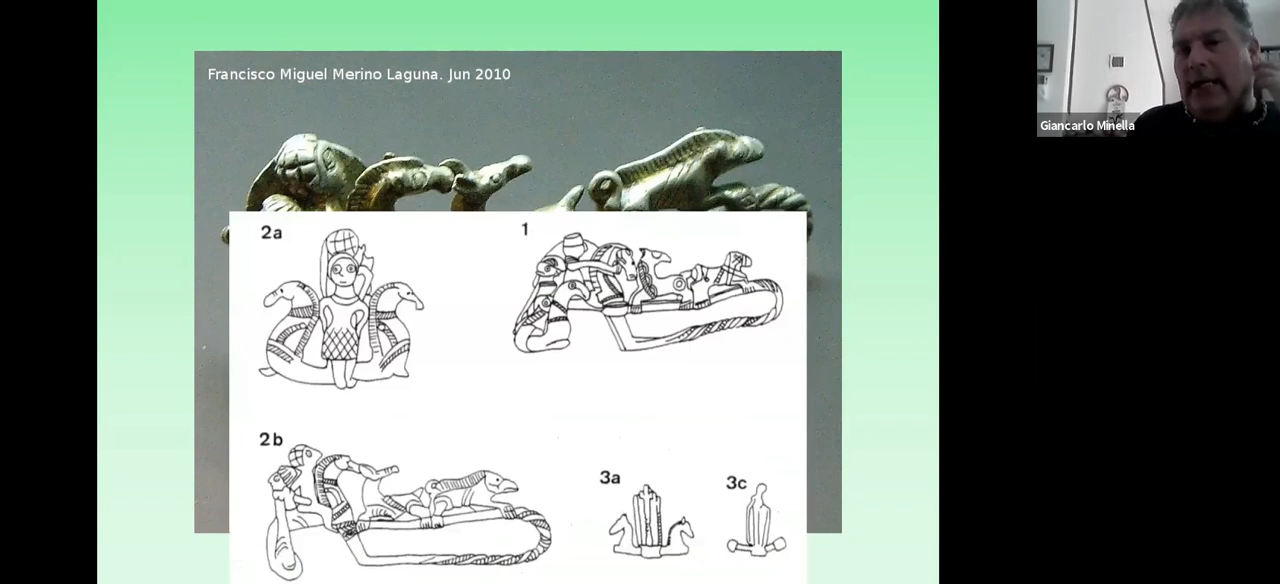 Francisco Miguel Merino Laguna. Jun 2010
Giancarlo Minella
2a
1
2b
3a
3c